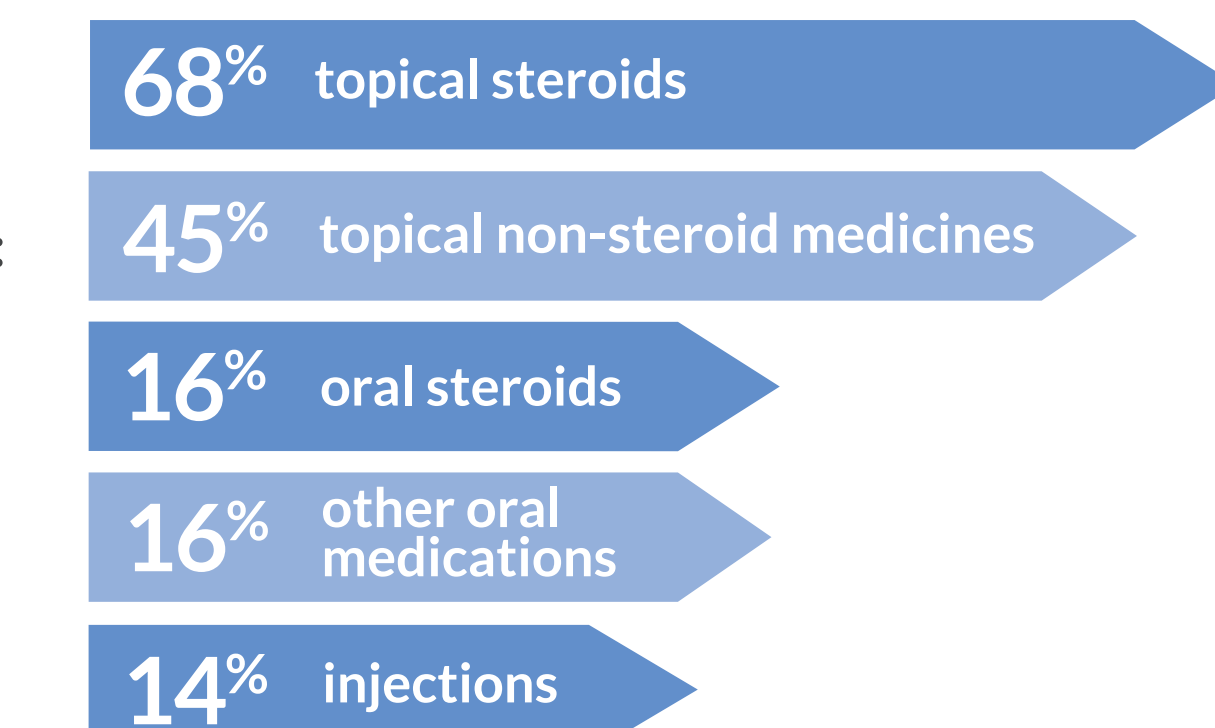 68% topical steroids
45% topical non-steroid medicines
16% oral steroids
16% other oral
medications
14% injections